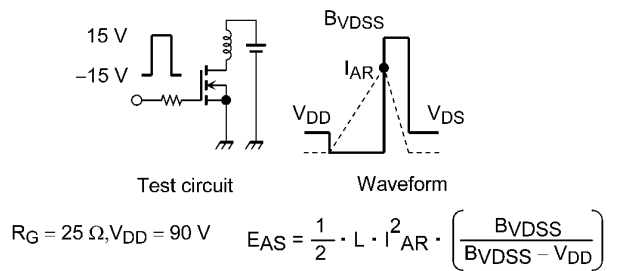 15 V
−15 V
BVDSS
IAR
VDD
VDS
Test circuit
Waveform
RG = 25 Ω, VDD = 90 V
EAS = 1/2 · L · I²AR · (BVDSS / (BVDSS − VDD))